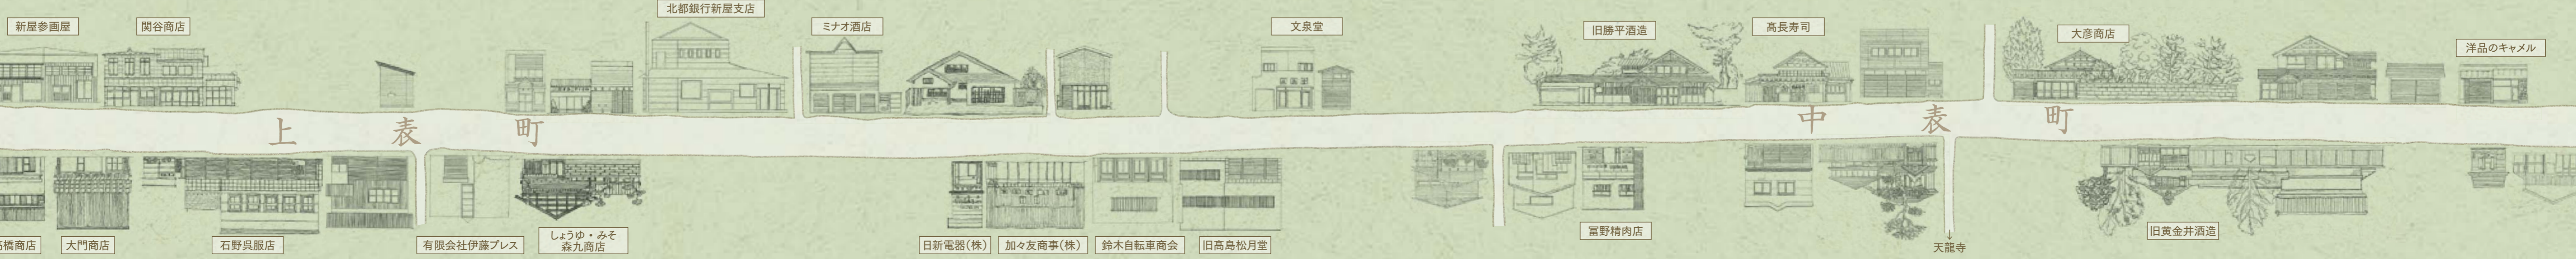 北都銀行新屋支店
新屋参画屋
関谷商店
ミナオ酒店
文泉堂
旧勝平酒造
髙長寿司
大彦商店
洋品のキャメル
上表町
中表町
橋商店
大門商店
石野呉服店
有限会社伊藤プレス
しょうゆ・みそ
森九商店
日新電器(株)
加々友商事(株)
鈴木自転車商会
旧髙島松月堂
冨野精肉店
↓
天龍寺
旧黄金井酒造